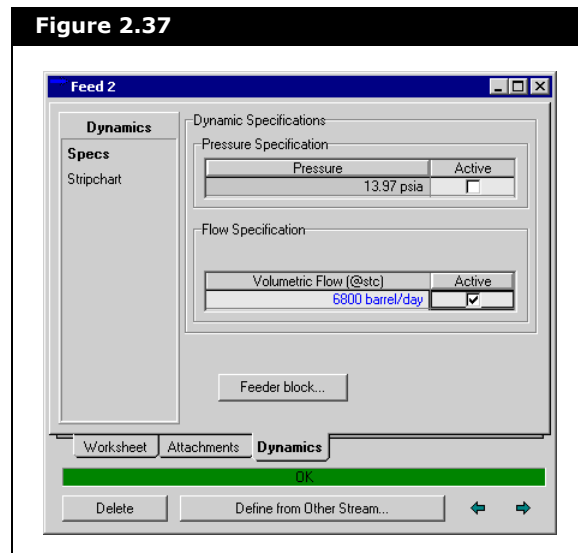 Figure 2.37
Feed 2
Dynamics
Specs
Stripchart
Dynamic Specifications
Pressure Specification
Pressure Active
13.97 psia
Flow Specification
Volumetric Flow (@stc) Active
6800 barrel/day
Feeder block...
Worksheet Attachments Dynamics
OK
Delete Define from Other Stream...